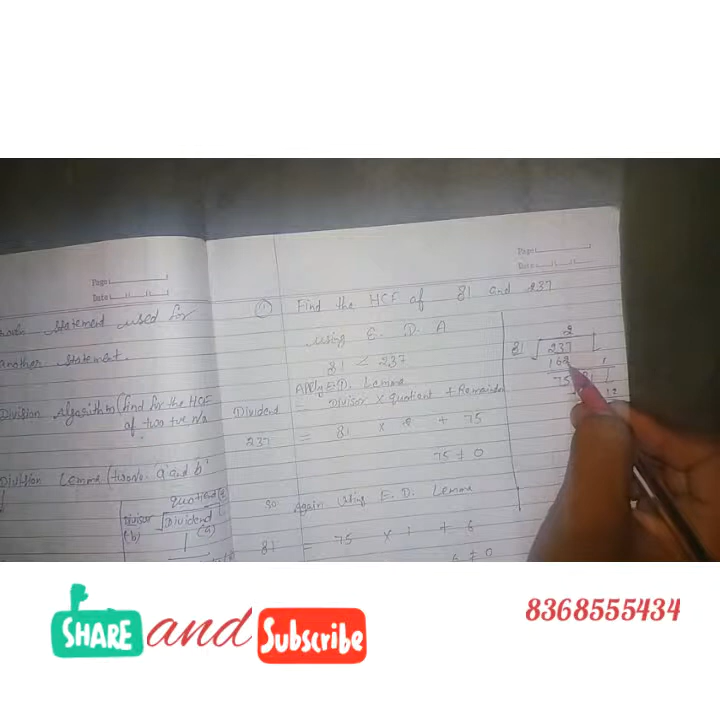 Page:
Date:
statement used for
another statement.
Division Algorithm (find for the HCF
of two +ve no.
Division Lemma (two no. 'a' and 'b'
quotient
Divisor
(b)
Dividend
(a)
Page:
Date:
Find the HCF of 81 and 237
using E. D. A
81 < 237
Apply E.D. Lemma
Dividend = Divisor x quotient + Remainder
237 = 81 x 2 + 75
75 ≠ 0
so Again using E. D. Lemma
81 = 75 x 1 + 6
6 ≠ 0
2
81 237
162
75 81
SHARE and Subscribe
8368555434